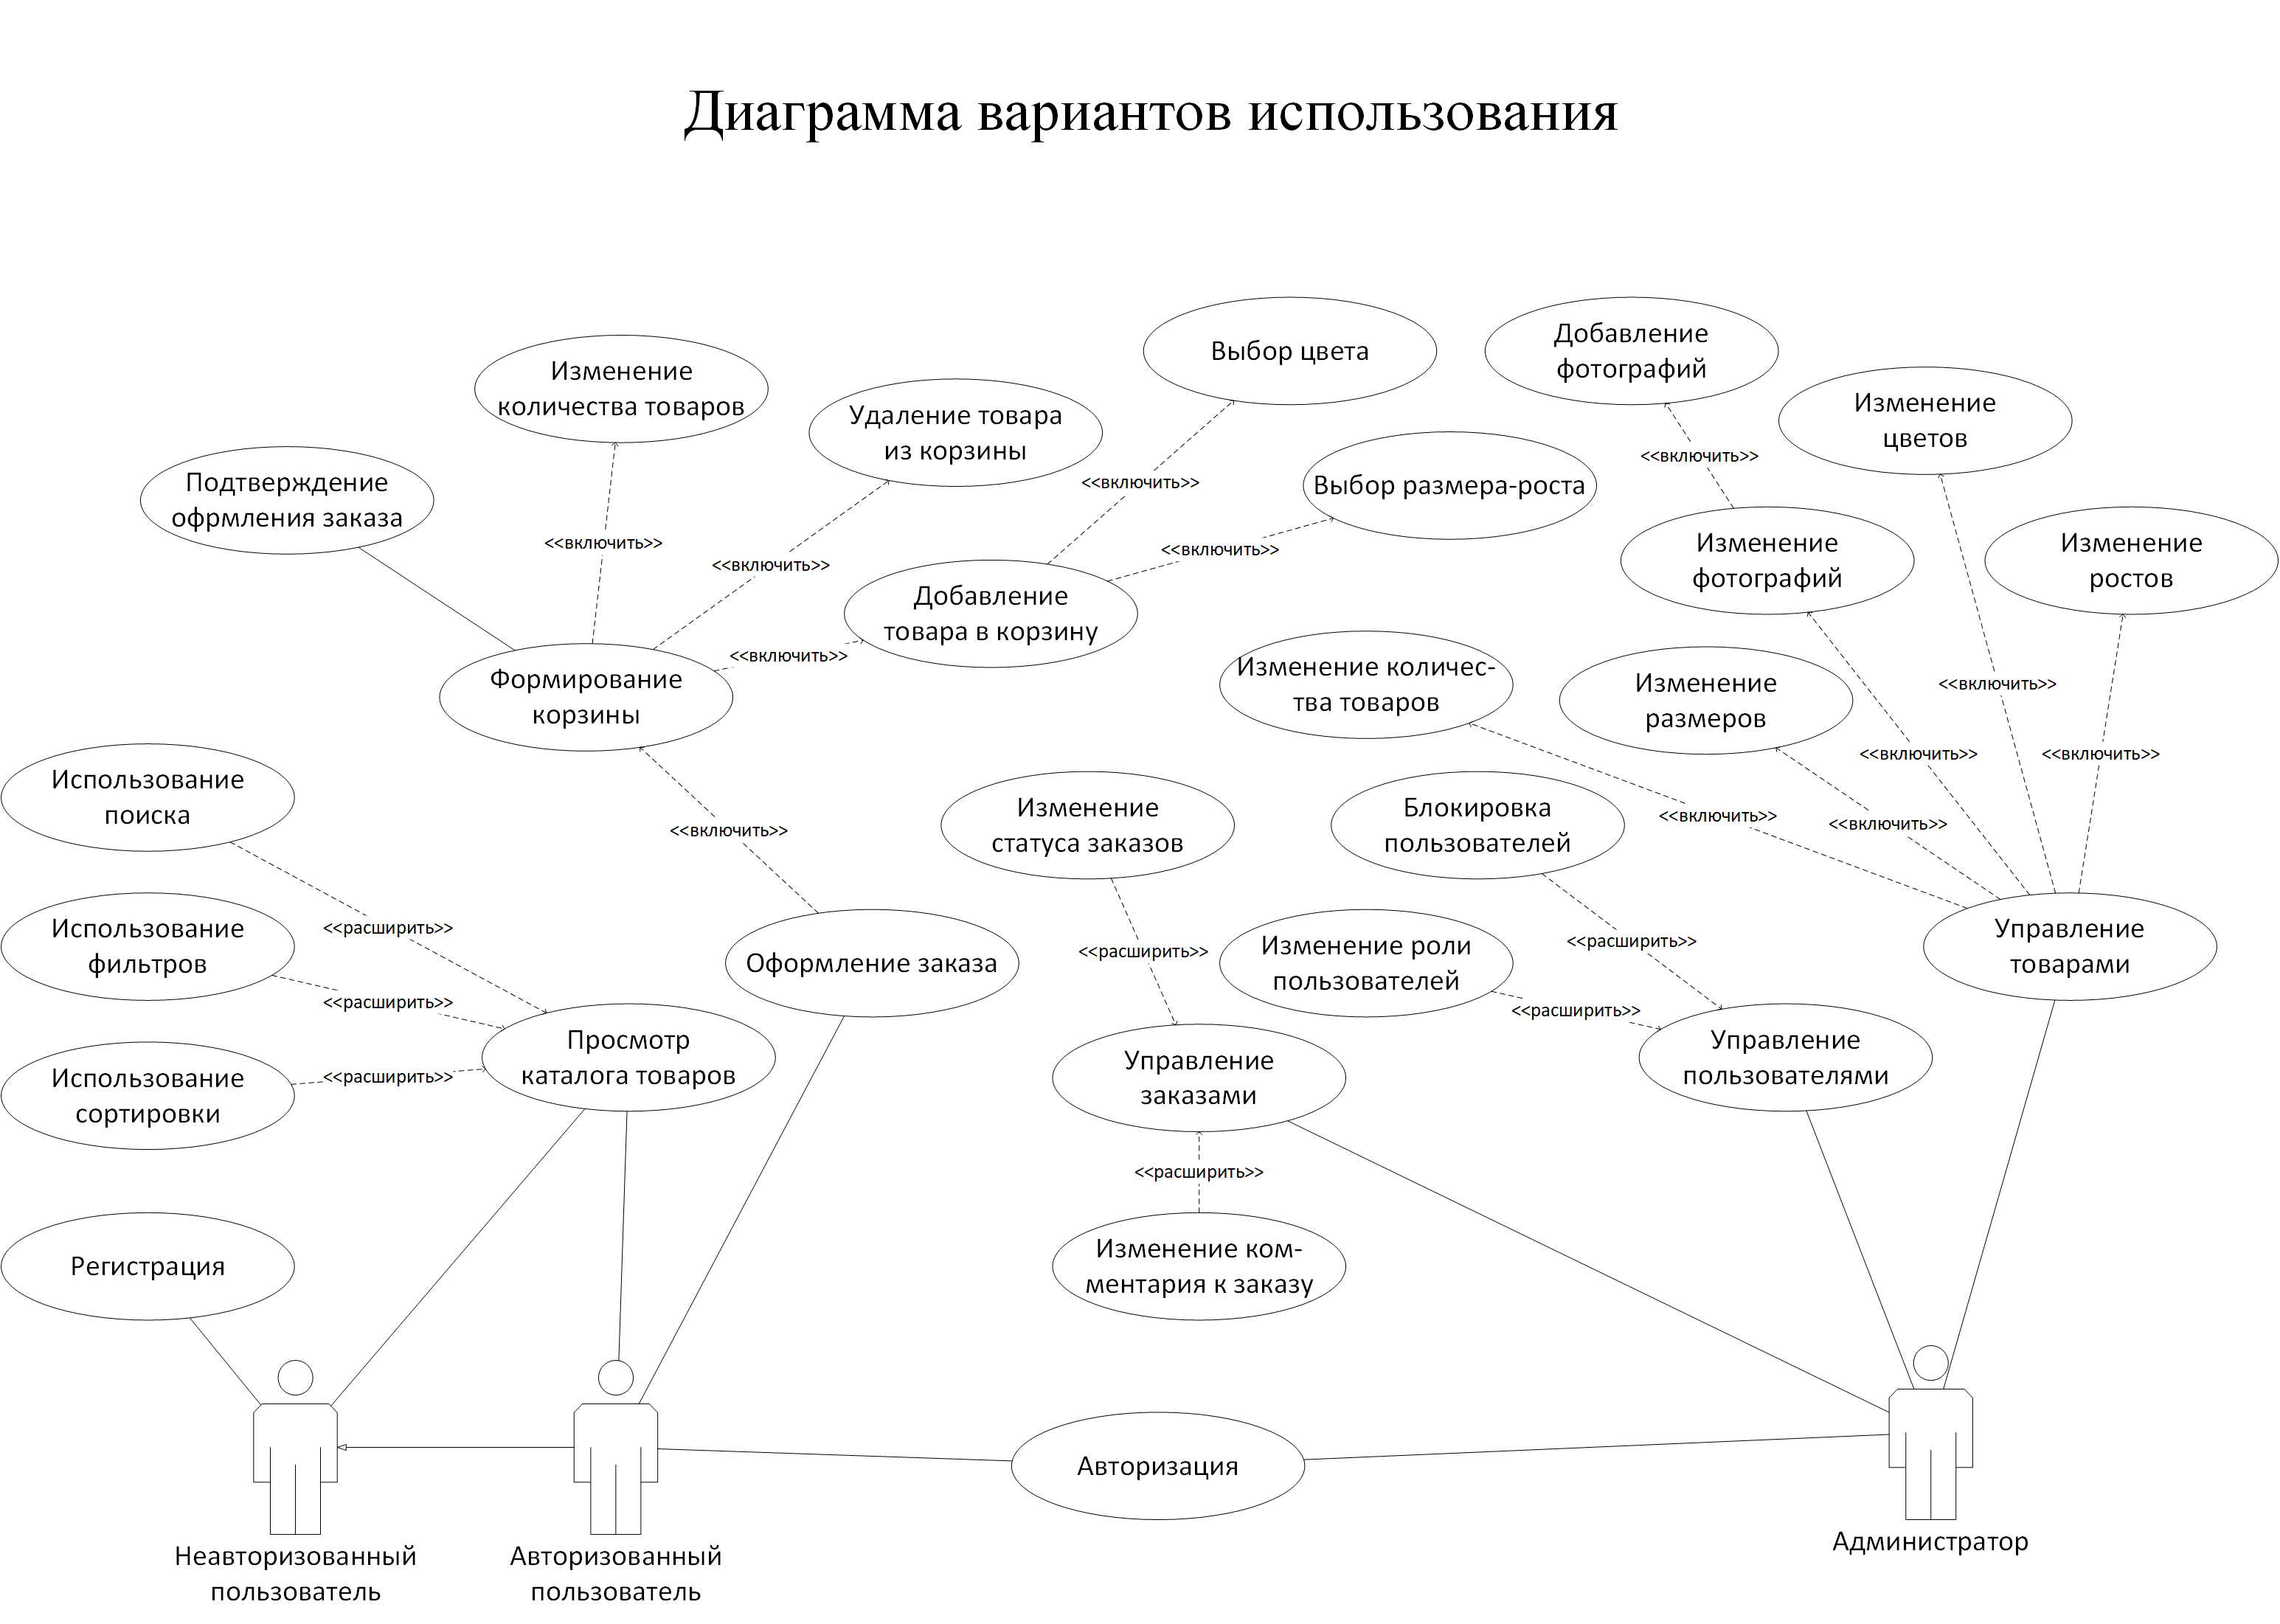 Диаграмма вариантов использования
Выбор цвета
Добавление
фотографий
Изменение
количества товаров
Изменение
цветов
Удаление товара
из корзины
<<включить>>
Подтверждение
офрмления заказа
<<включить>>
Выбор размера-роста
<<включить>>
<<включить>>
<<включить>>
Изменение
фотографий
Изменение
ростов
<<включить>>
Добавление
товара в корзину
<<включить>>
Формирование
корзины
Изменение количес-
тва товаров
Изменение
размеров
<<включить>>
<<включить>>
<<включить>>
Использование
поиска
<<включить>>
Изменение
статуса заказов
Блокировка
пользователей
<<включить>>
<<включить>>
Использование
фильтров
<<расширить>>
Оформление заказа
<<расширить>>
Изменение роли
пользователей
<<расширить>>
Управление
товарами
<<расширить>>
<<расширить>>
Просмотр
каталога товаров
Управление
заказами
Управление
пользователями
Использование
сортировки
<<расширить>>
<<расширить>>
Регистрация
Изменение ком-
ментария к заказу
Авторизация
Неавторизованный
пользователь
Авторизованный
пользователь
Администратор